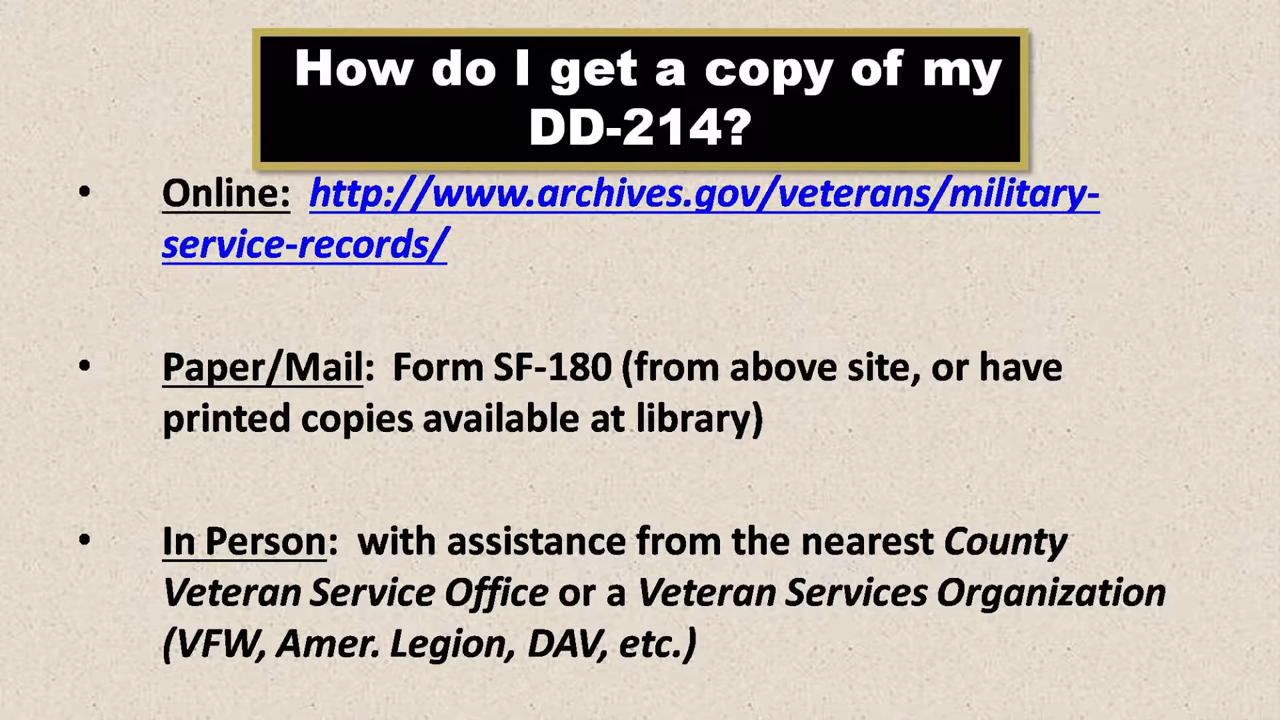 How do I get a copy of my
DD-214?
• Online: http://www.archives.gov/veterans/military-
service-records/
• Paper/Mail: Form SF-180 (from above site, or have
printed copies available at library)
• In Person: with assistance from the nearest County
Veteran Service Office or a Veteran Services Organization
(VFW, Amer. Legion, DAV, etc.)